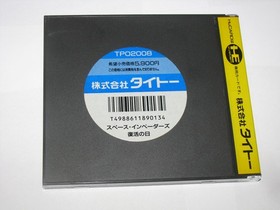 TP02008
希望小売価格5,900円
株式会社タイトー
T4988611890134
スペース・インベーダーズ
復活の日
HE
株式会社タイトー